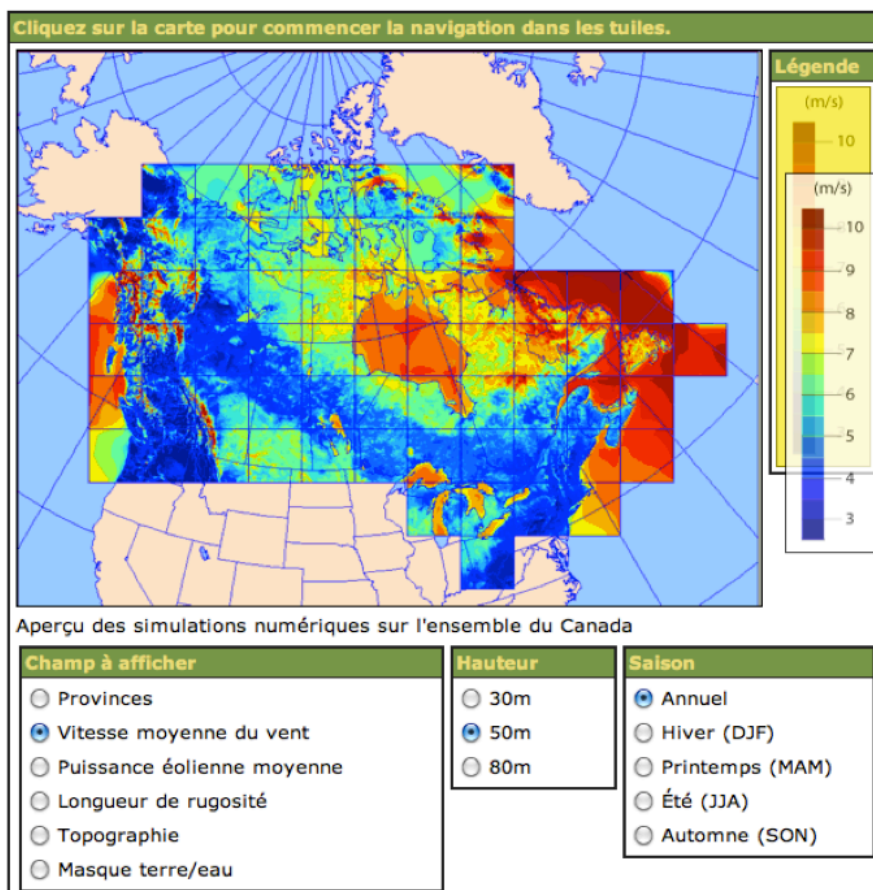 Cliquez sur la carte pour commencer la navigation dans les tuiles.
Légende
(m/s)
10
(m/s)
10
9
8
7
6
5
4
3
Aperçu des simulations numériques sur l'ensemble du Canada
Champ à afficher
Provinces
Vitesse moyenne du vent
Puissance éolienne moyenne
Longueur de rugosité
Topographie
Masque terre/eau
Hauteur
30m
50m
80m
Saison
Annuel
Hiver (DJF)
Printemps (MAM)
Été (JJA)
Automne (SON)